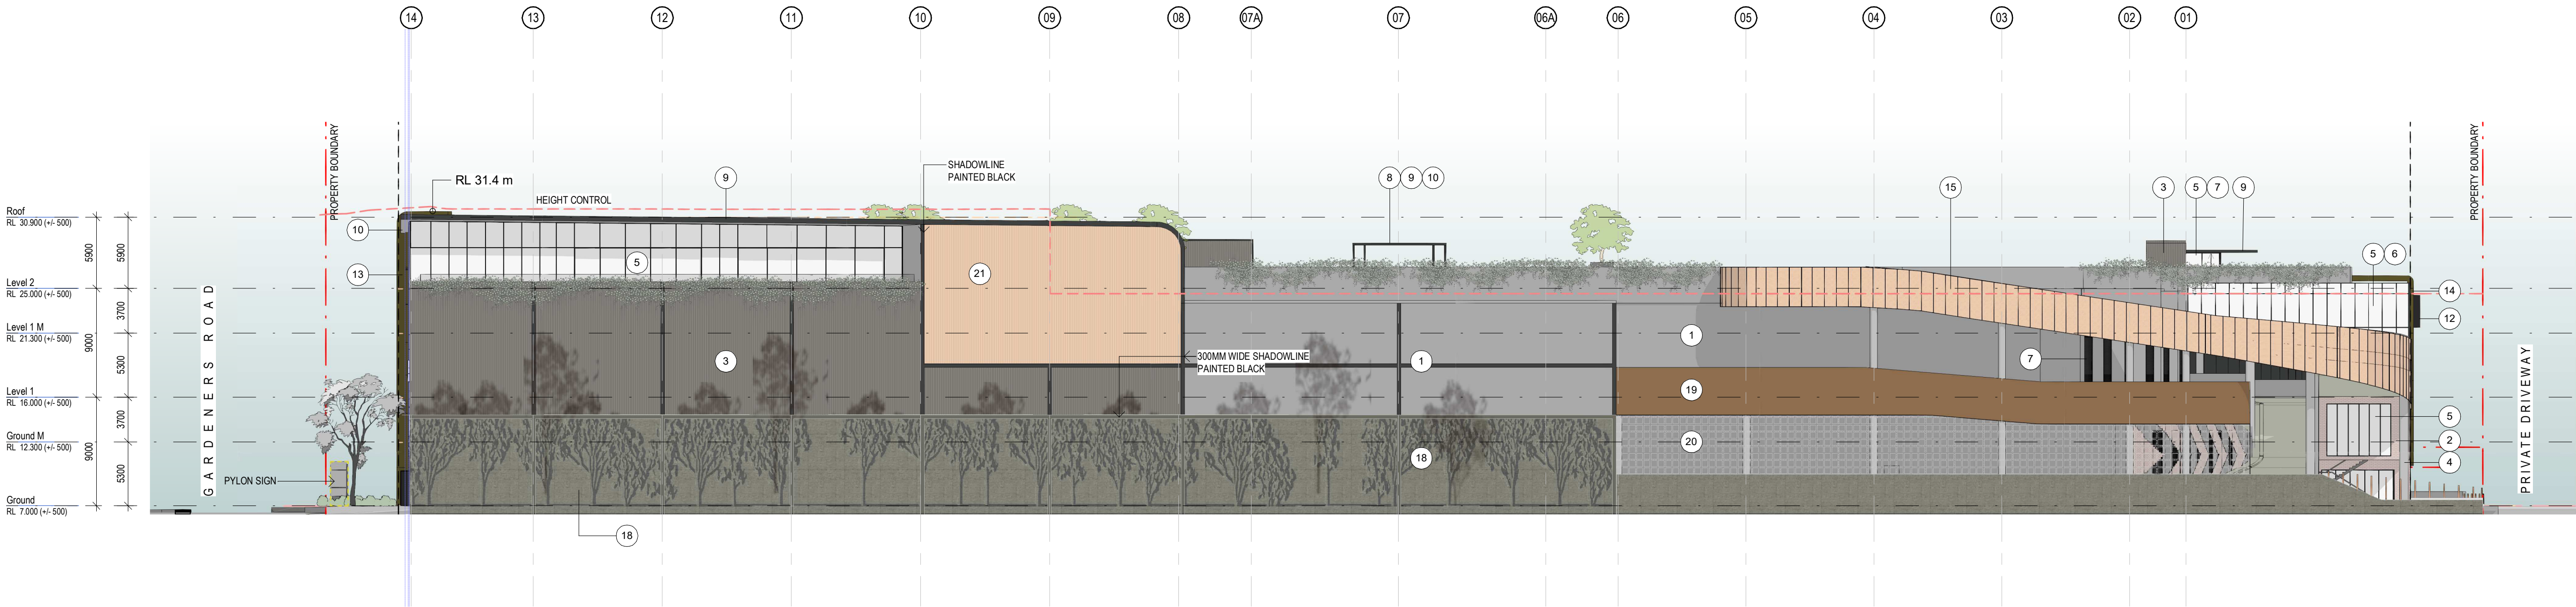 14 13 12 11 10 09 08 07A 07 06A 06 05 04 03 02 01
PROPERTY BOUNDARY
PROPERTY BOUNDARY
SHADOWLINE
PAINTED BLACK
RL 31.4 m
9
8 9 10
15
3 5 7 9
HEIGHT CONTROL
Roof
RL 30.900 (+/- 500)
10
13
5
21
5 6
5900
5900
Level 2
RL 25.000 (+/- 500)
14
12
3700
Level 1 M
RL 21.300 (+/- 500)
9000
5300
3
300MM WIDE SHADOWLINE
PAINTED BLACK
1
1
7
Level 1
RL 16.000 (+/- 500)
19
5
3700
Ground M
RL 12.300 (+/- 500)
9000
5300
18
20
2
4
GARDENERS ROAD
PRIVATE DRIVEWAY
PYLON SIGN
Ground
RL 7.000 (+/- 500)
18